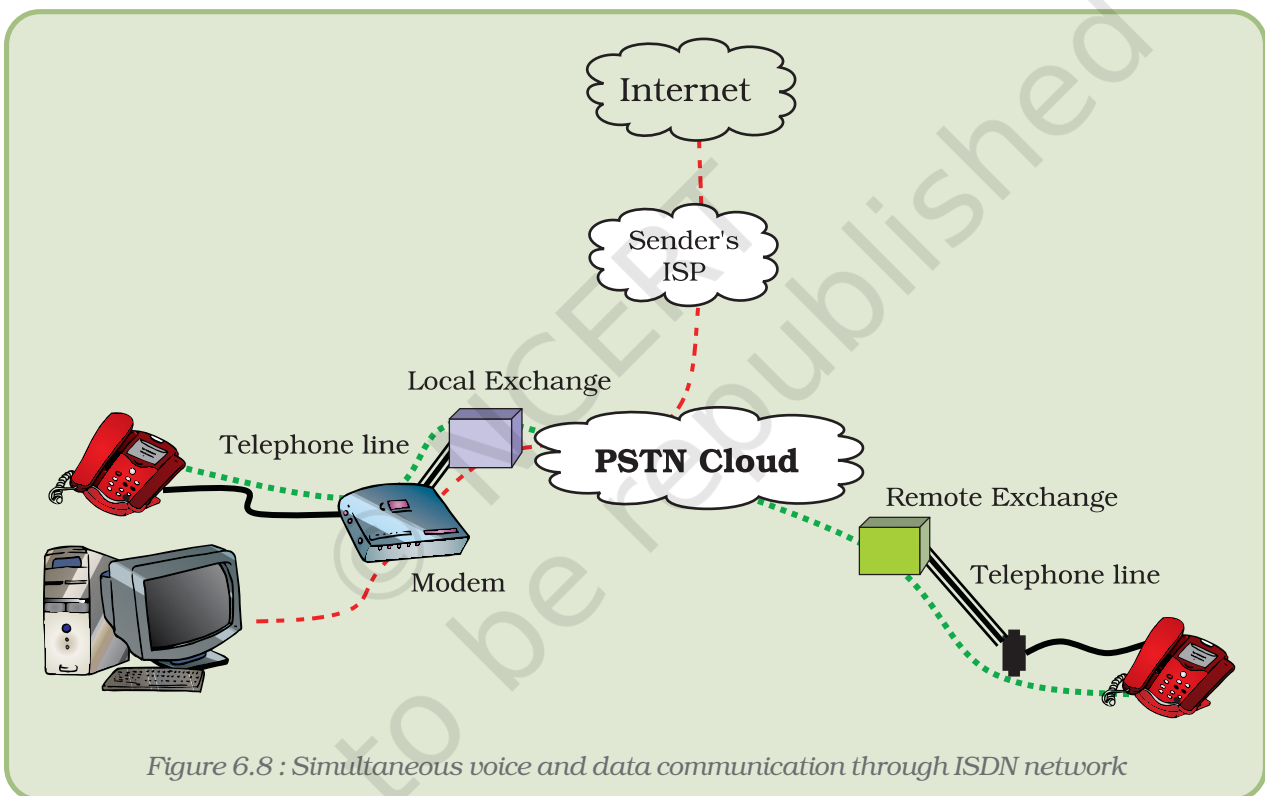 Internet
Sender's
ISP
Local Exchange
Telephone line
PSTN Cloud
Remote Exchange
Modem
Telephone line
© NCERT
to be republished
Figure 6.8 : Simultaneous voice and data communication through ISDN network